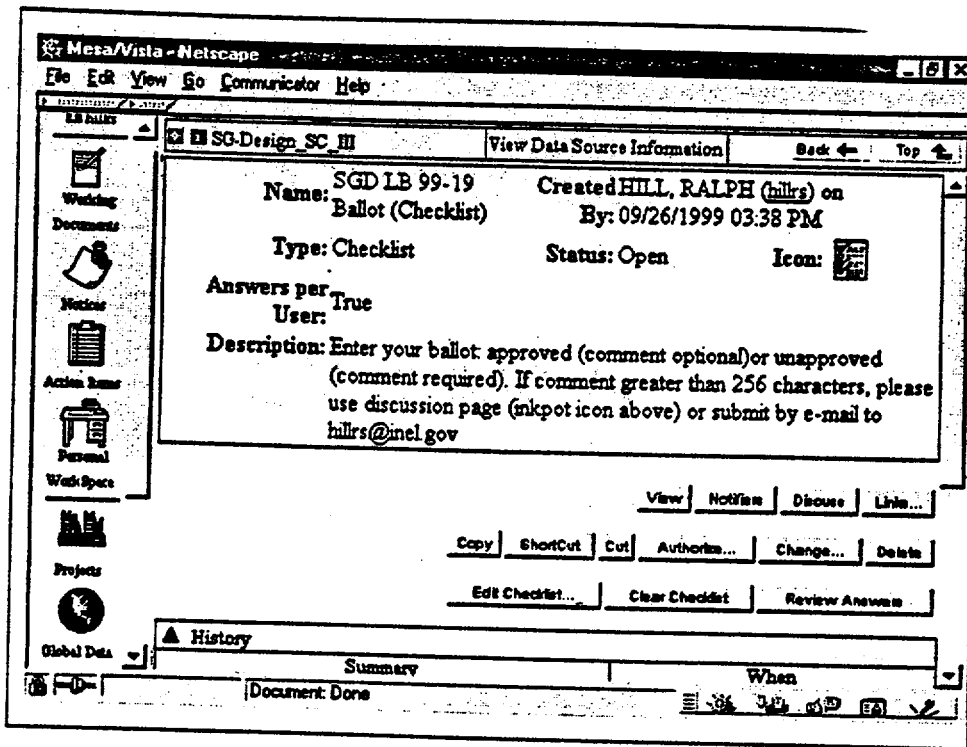 Mesa/Vista - Netscape
File Edit View Go Communicator Help
LB hillrs
Working
Documents
Notices
Action Items
Personal
WorkSpace
Projects
Global Data
SG-Design_SC_III View Data Source Information Back Top
Name: SGD LB 99-19 Created HILL, RALPH (hillrs) on
Ballot (Checklist) By: 09/26/1999 03:38 PM
Type: Checklist Status: Open Icon:
Answers per True
User:
Description: Enter your ballot: approved (comment optional)or unapproved
(comment required). If comment greater than 256 characters, please
use discussion page (inkpot icon above) or submit by e-mail to
hillrs@inel.gov
View Notifiees Discuss Links...
Copy ShortCut Cut Authorize... Change... Delete
Edit Checklist... Clear Checklist Review Answers
History
Summary When
Document: Done